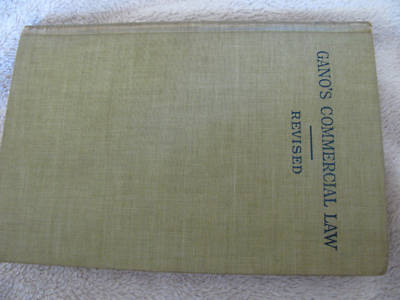 GANO'S COMMERCIAL LAW
REVISED